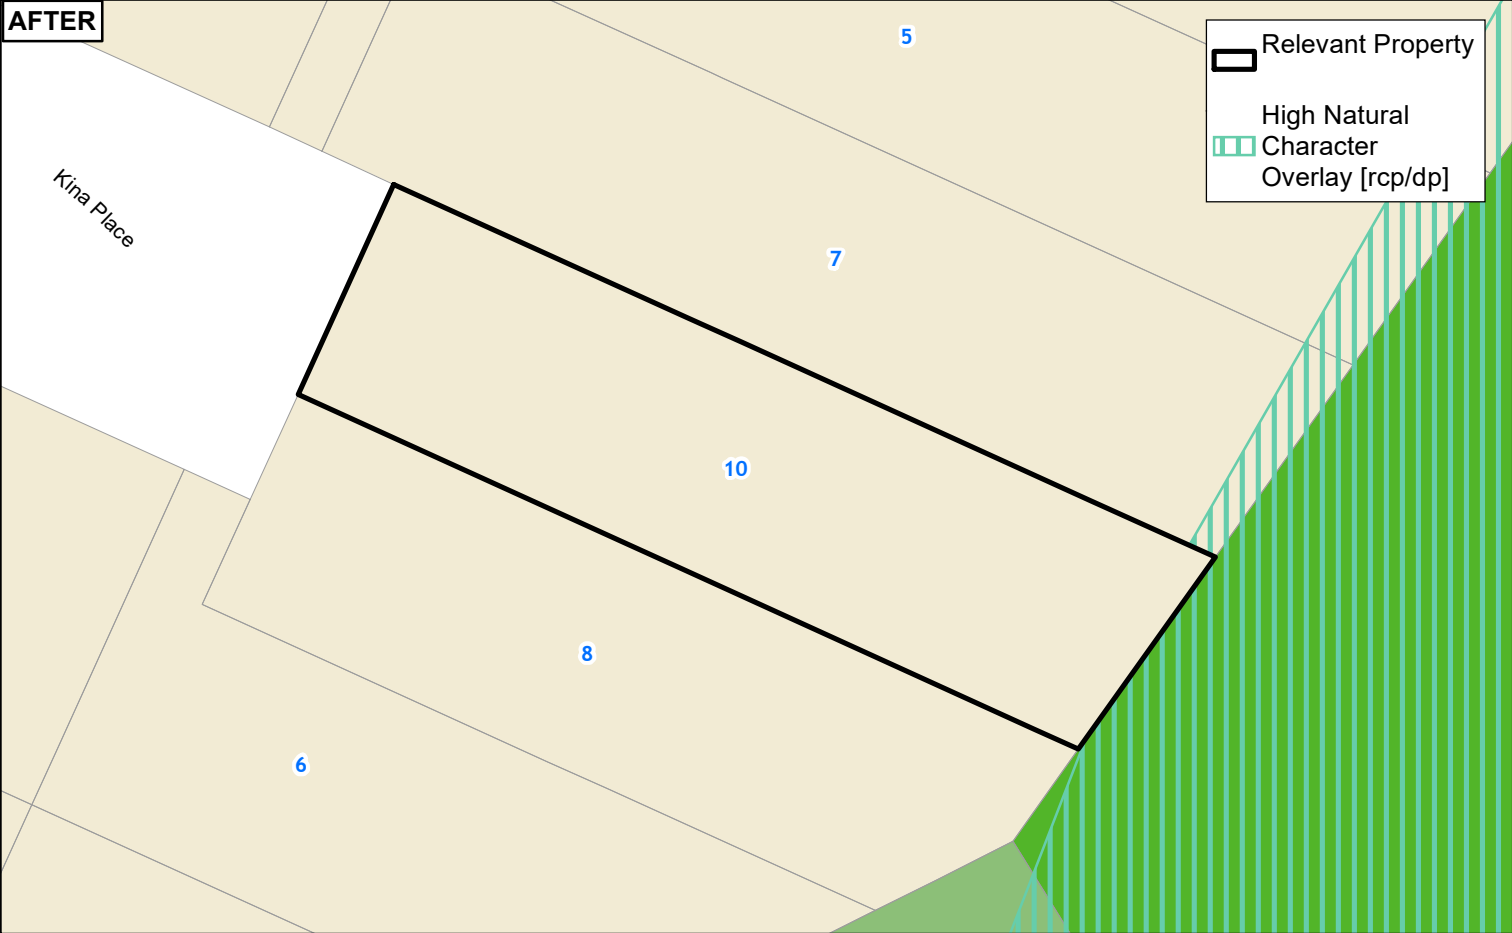 AFTER
5
Relevant Property
High Natural
Character
Overlay [rcp/dp]
Kina Place
7
10
8
6